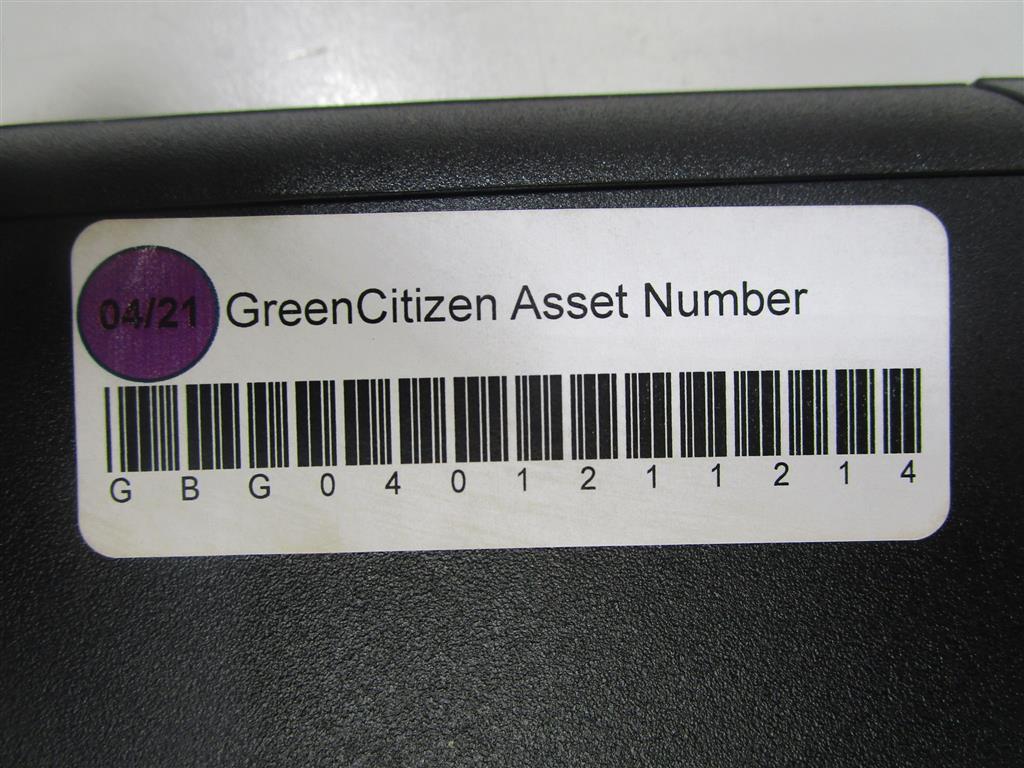 04/21 GreenCitizen Asset Number
G B G 0 4 0 1 2 1 1 2 1 4